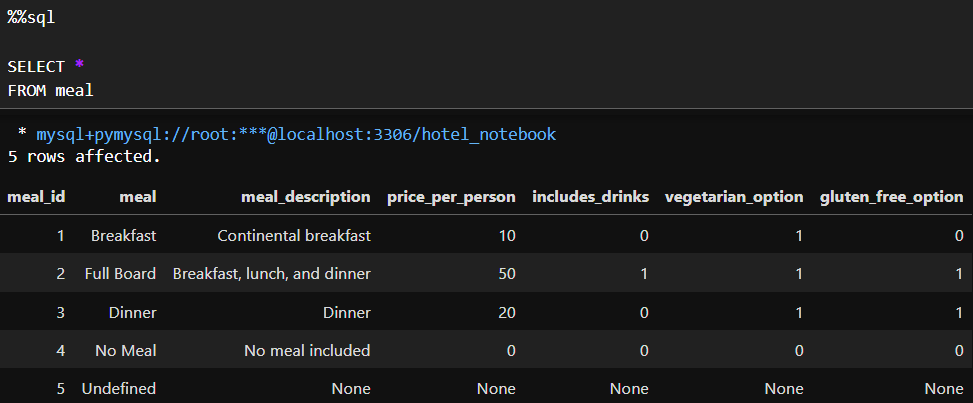 %%sql
SELECT *
FROM meal
* mysql+pymysql://root:***@localhost:3306/hotel_notebook
5 rows affected.
meal_id meal meal_description price_per_person includes_drinks vegetarian_option gluten_free_option
1 Breakfast Continental breakfast 10 0 1 0
2 Full Board Breakfast, lunch, and dinner 50 1 1 1
3 Dinner Dinner 20 0 1 1
4 No Meal No meal included 0 0 0 0
5 Undefined None None None None None